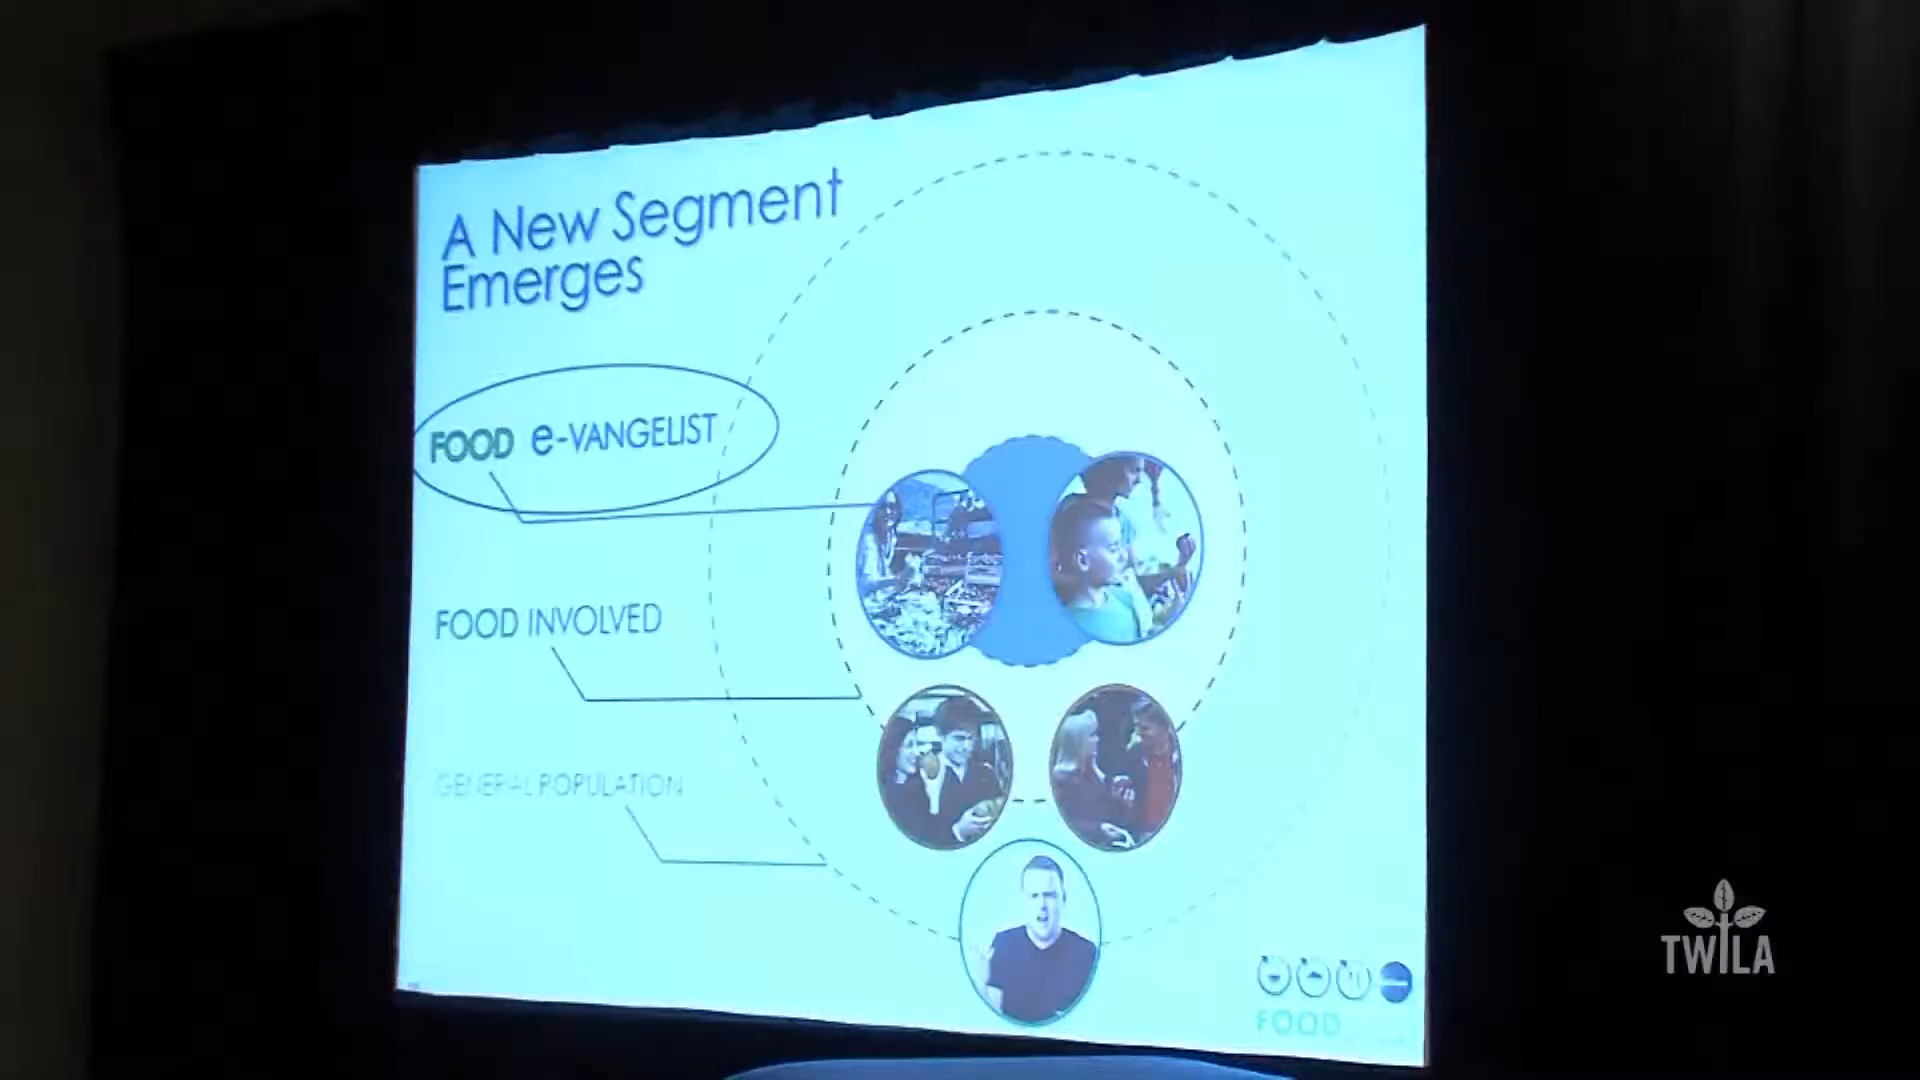 A New Segment
Emerges
FOOD e-VANGELIST
FOOD INVOLVED
GENERAL POPULATION
FOOD
TWILA